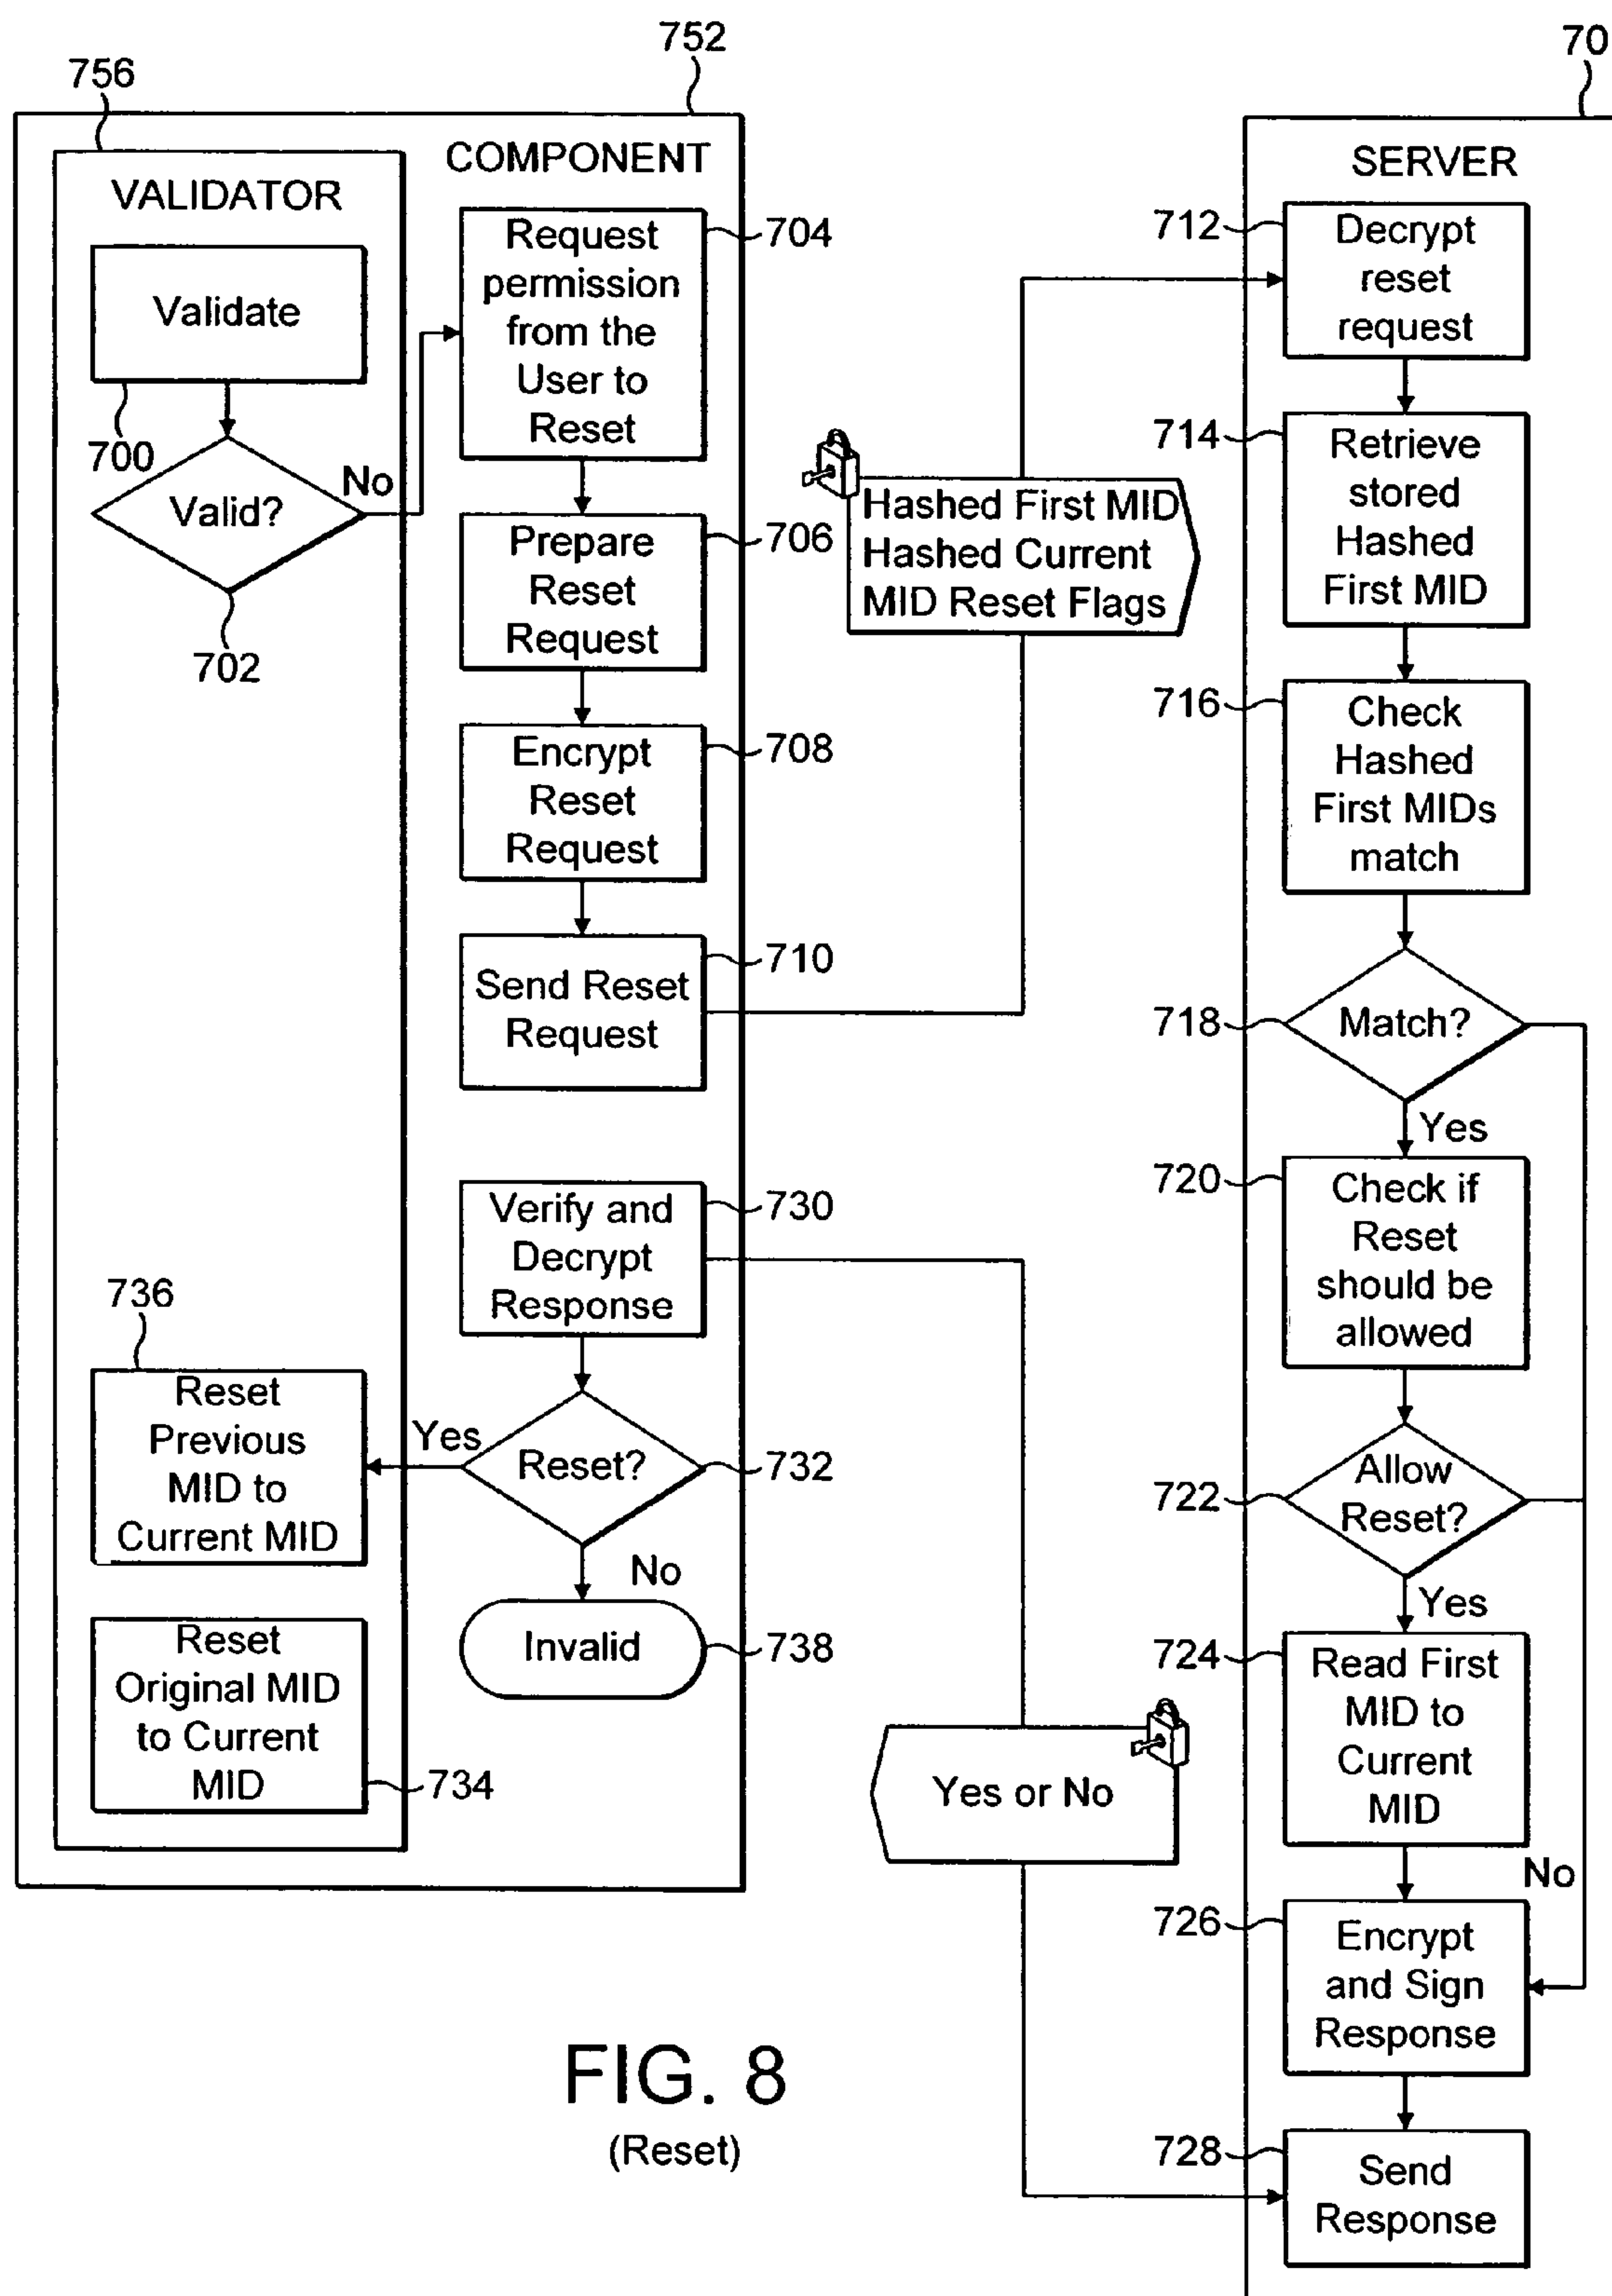 752
70
756
COMPONENT
VALIDATOR
Validate
700
Valid?
No
702
Request
permission
from the
User to
Reset
704
Prepare
Reset
Request
706
Encrypt
Reset
Request
708
Send Reset
Request
710
Hashed First MID
Hashed Current
MID Reset Flags
SERVER
712
Decrypt
reset
request
714
Retrieve
stored
Hashed
First MID
716
Check
Hashed
First MIDs
match
718
Match?
Yes
720
Check if
Reset
should be
allowed
722
Allow
Reset?
Yes
724
Read First
MID to
Current
MID
No
726
Encrypt
and Sign
Response
728
Send
Response
Yes or No
Verify and
Decrypt
Response
730
Reset?
732
Yes
No
Invalid
738
736
Reset
Previous
MID to
Current MID
Reset
Original MID
to Current
MID
734
FIG. 8
(Reset)